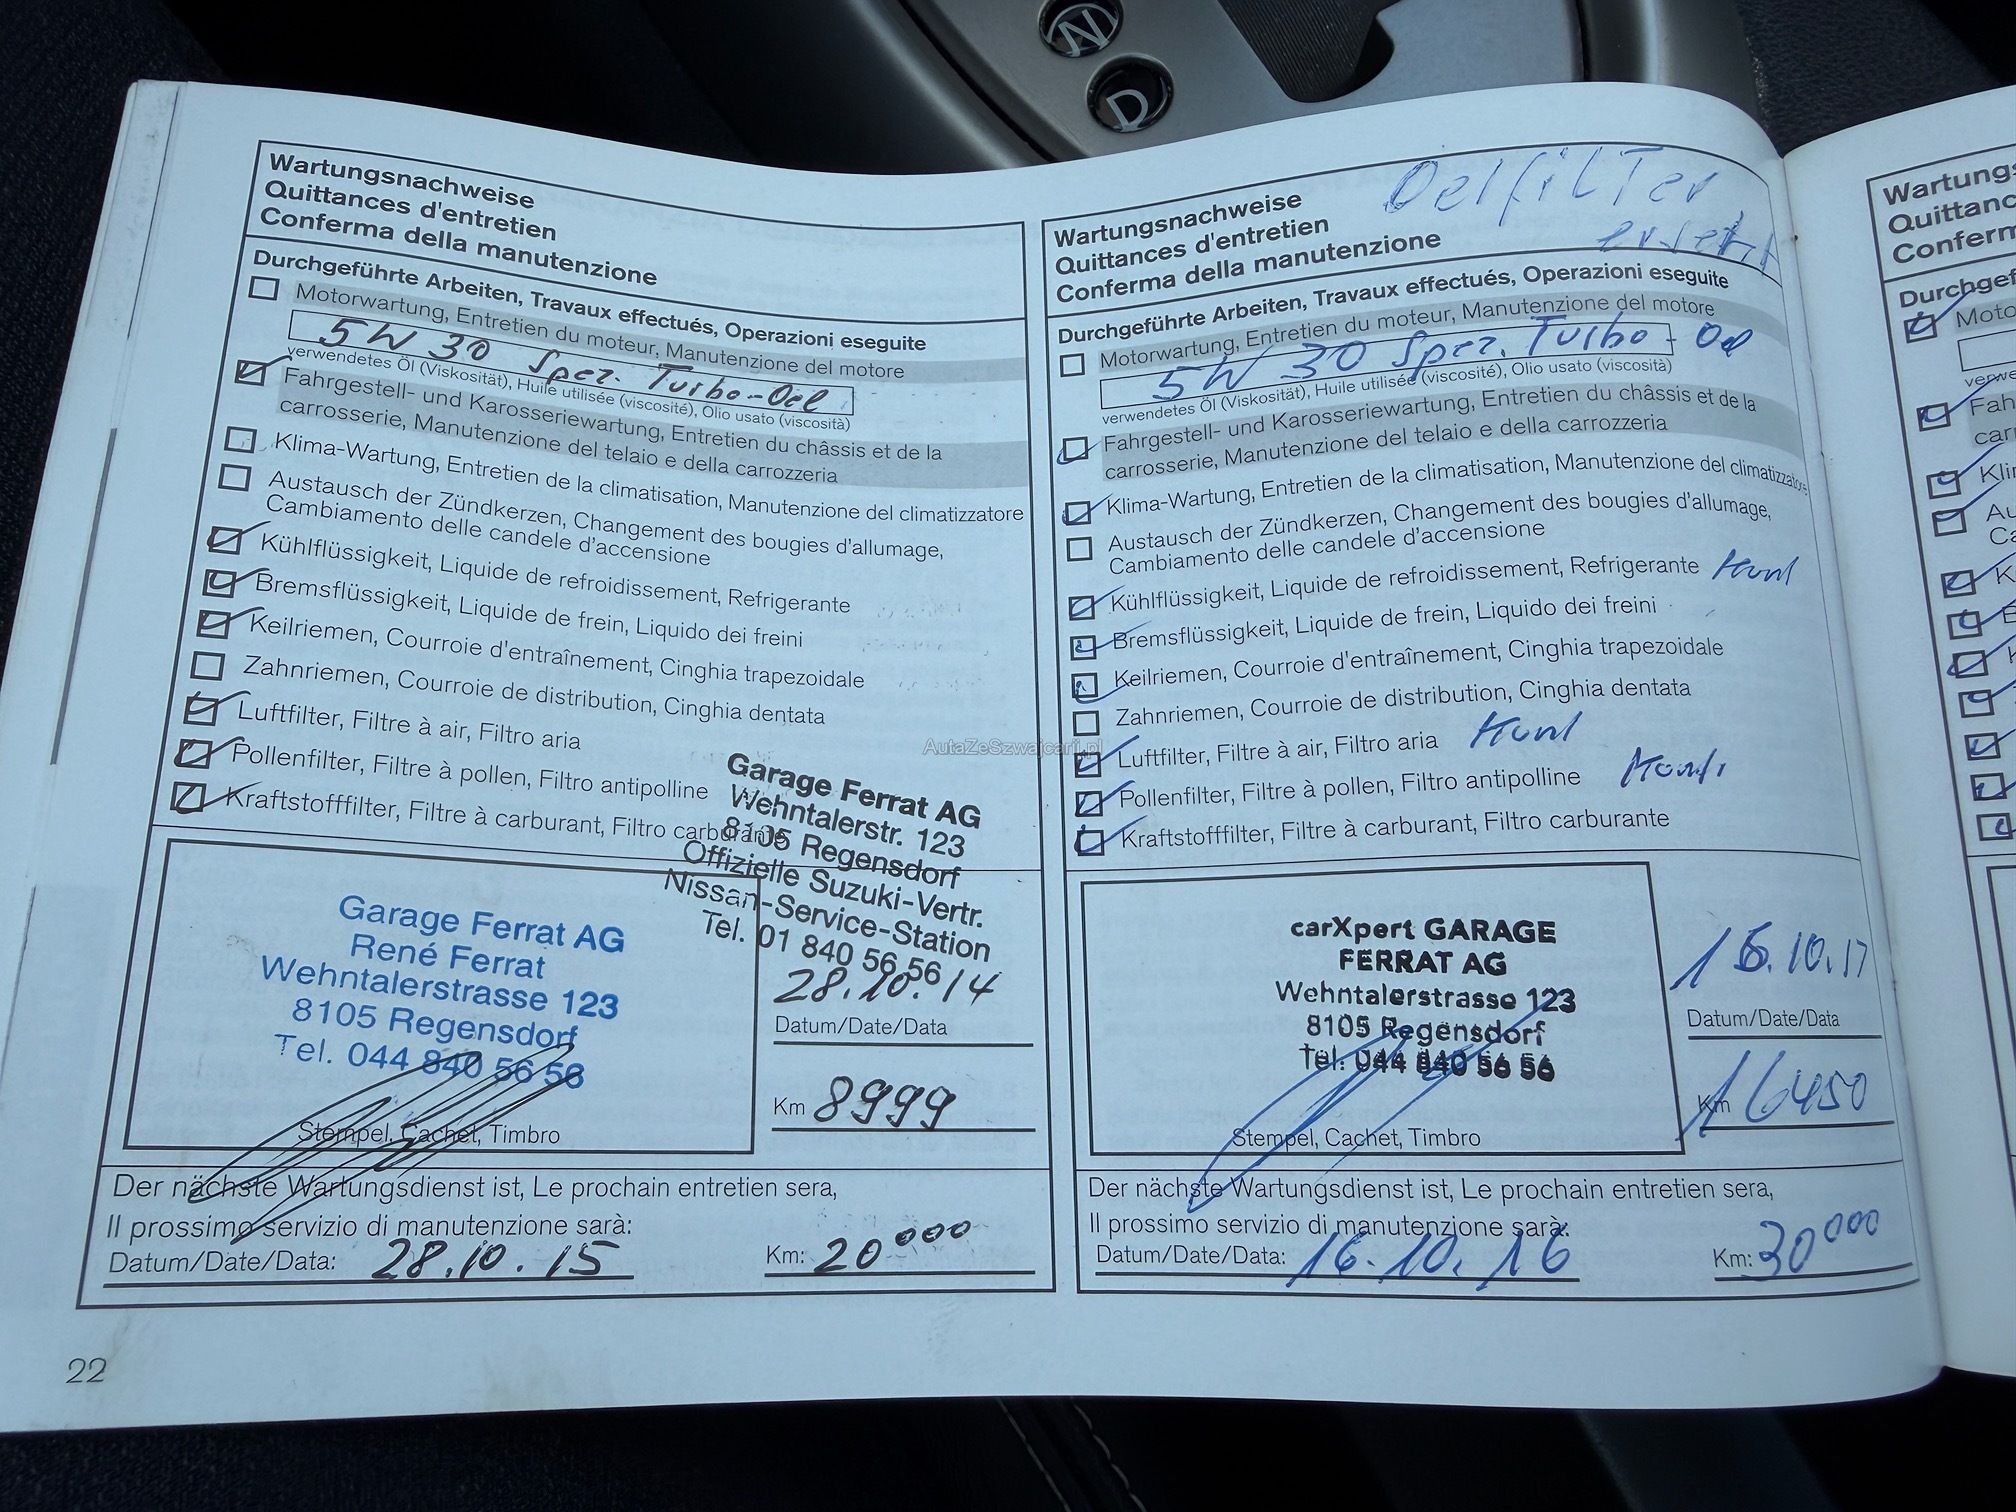 N
D
Wartungsnachweise
Quittances d'entretien
Conferma della manutenzione
Durchgeführte Arbeiten, Travaux effectués, Operazioni eseguite
Motorwartung, Entretien du moteur, Manutenzione del motore
5W 30 Spez. Turbo-Oel
verwendetes Öl (Viskosität), Huile utilisée (viscosité), Olio usato (viscosità)
Fahrgestell- und Karosseriewartung, Entretien du châssis et de la
carrosserie, Manutenzione del telaio e della carrozzeria
Klima-Wartung, Entretien de la climatisation, Manutenzione del climatizzatore
Austausch der Zündkerzen, Changement des bougies d'allumage,
Cambiamento delle candele d'accensione
Kühlflüssigkeit, Liquide de refroidissement, Refrigerante
Bremsflüssigkeit, Liquide de frein, Liquido dei freini
Keilriemen, Courroie d'entraînement, Cinghia trapezoidale
Zahnriemen, Courroie de distribution, Cinghia dentata
Luftfilter, Filtre à air, Filtro aria
Pollenfilter, Filtre à pollen, Filtro antipolline
Kraftstofffilter, Filtre à carburant, Filtro carburante
Garage Ferrat AG
Wehntalerstr. 123
8105 Regensdorf
Offizielle Suzuki-Vertr.
Nissan-Service-Station
Tel. 01 840 56 56
Garage Ferrat AG
René Ferrat
Wehntalerstrasse 123
8105 Regensdorf
Tel. 044 840 56 56
Stempel, Cachet, Timbro
28.10.14
Datum/Date/Data
Km 8999
Der nächste Wartungsdienst ist, Le prochain entretien sera,
Il prossimo servizio di manutenzione sarà:
Datum/Date/Data: 28.10.15 Km: 20000
22
Wartungsnachweise
Quittances d'entretien
Conferma della manutenzione
Oelfilter
ersetzt
Durchgeführte Arbeiten, Travaux effectués, Operazioni eseguite
Motorwartung, Entretien du moteur, Manutenzione del motore
5W 30 Spez. Turbo-Oel
verwendetes Öl (Viskosität), Huile utilisée (viscosité), Olio usato (viscosità)
Fahrgestell- und Karosseriewartung, Entretien du châssis et de la
carrosserie, Manutenzione del telaio e della carrozzeria
Klima-Wartung, Entretien de la climatisation, Manutenzione del climatizzatore
Austausch der Zündkerzen, Changement des bougies d'allumage,
Cambiamento delle candele d'accensione
Kühlflüssigkeit, Liquide de refroidissement, Refrigerante
Bremsflüssigkeit, Liquide de frein, Liquido dei freini
Keilriemen, Courroie d'entraînement, Cinghia trapezoidale
Zahnriemen, Courroie de distribution, Cinghia dentata
Luftfilter, Filtre à air, Filtro aria
Pollenfilter, Filtre à pollen, Filtro antipolline
Kraftstofffilter, Filtre à carburant, Filtro carburante
carXpert GARAGE
FERRAT AG
Wehntalerstrasse 123
8105 Regensdorf
Tel. 044 840 56 56
Stempel, Cachet, Timbro
Datum/Date/Data
Km 16450
Der nächste Wartungsdienst ist, Le prochain entretien sera,
Il prossimo servizio di manutenzione sarà:
Datum/Date/Data: 16.10.16 Km: 30000
AutaZeSzwajcarii.pl